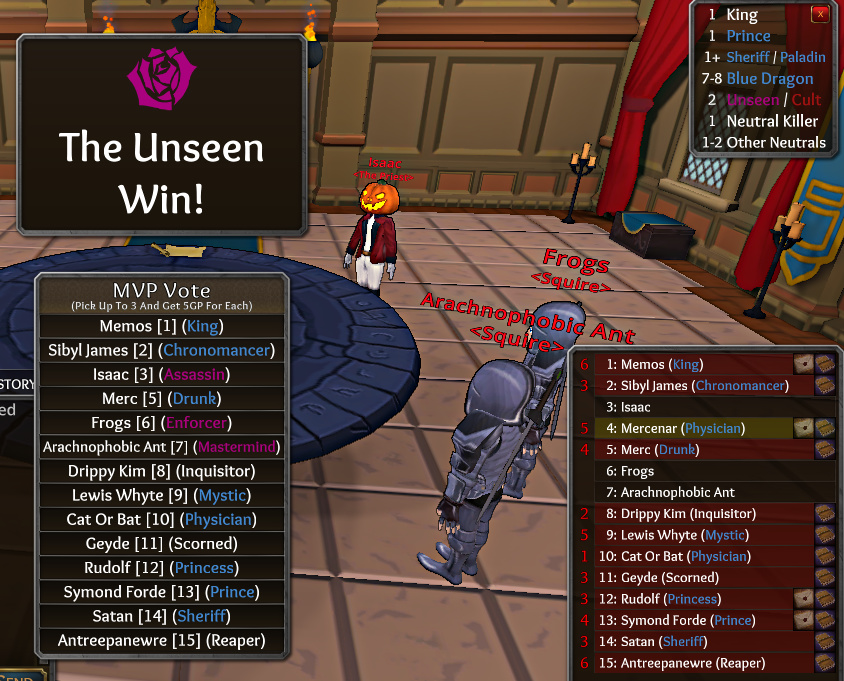 The Unseen
Win!
1 King
X
1 Prince
1+ Sheriff / Paladin
7-8 Blue Dragon
2 Unseen / Cult
1 Neutral Killer
1-2 Other Neutrals
Isaac
Frogs
<Squire>
Arachnophobic Ant
<Squire>
MVP Vote
(Pick Up To 3 And Get 5GP For Each)
Memos [1] (King)
Sibyl James [2] (Chronomancer)
Isaac [3] (Assassin)
Merc [5] (Drunk)
Frogs [6] (Enforcer)
Arachnophobic Ant [7] (Mastermind)
Drippy Kim [8] (Inquisitor)
Lewis Whyte [9] (Mystic)
Cat Or Bat [10] (Physician)
Geyde [11] (Scorned)
Rudolf [12] (Princess)
Symond Forde [13] (Prince)
Satan [14] (Sheriff)
Antreepanewre [15] (Reaper)
STORY
ed
6 1: Memos (King)
3 2: Sibyl James (Chronomancer)
3: Isaac
5 4: Mercenar (Physician)
4 5: Merc (Drunk)
6: Frogs
7: Arachnophobic Ant
2 8: Drippy Kim (Inquisitor)
5 9: Lewis Whyte (Mystic)
1 10: Cat Or Bat (Physician)
3 11: Geyde (Scorned)
3 12: Rudolf (Princess)
4 13: Symond Forde (Prince)
3 14: Satan (Sheriff)
6 15: Antreepanewre (Reaper)
SEND